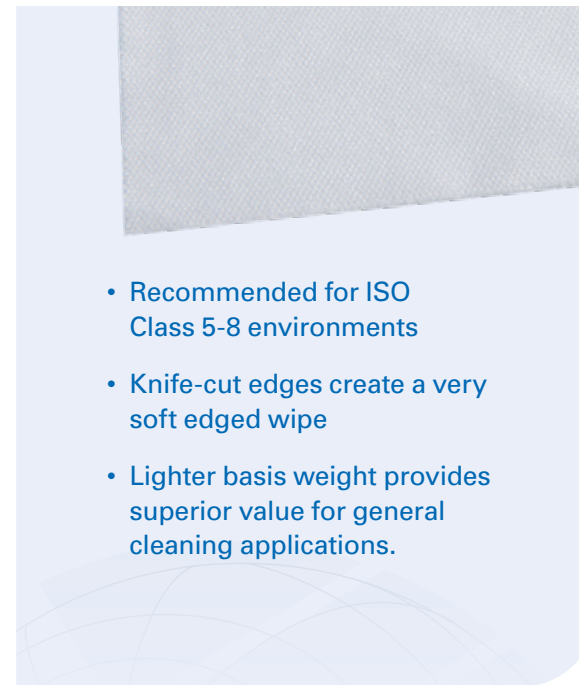 • Recommended for ISO
Class 5-8 environments
• Knife-cut edges create a very
soft edged wipe
• Lighter basis weight provides
superior value for general
cleaning applications.